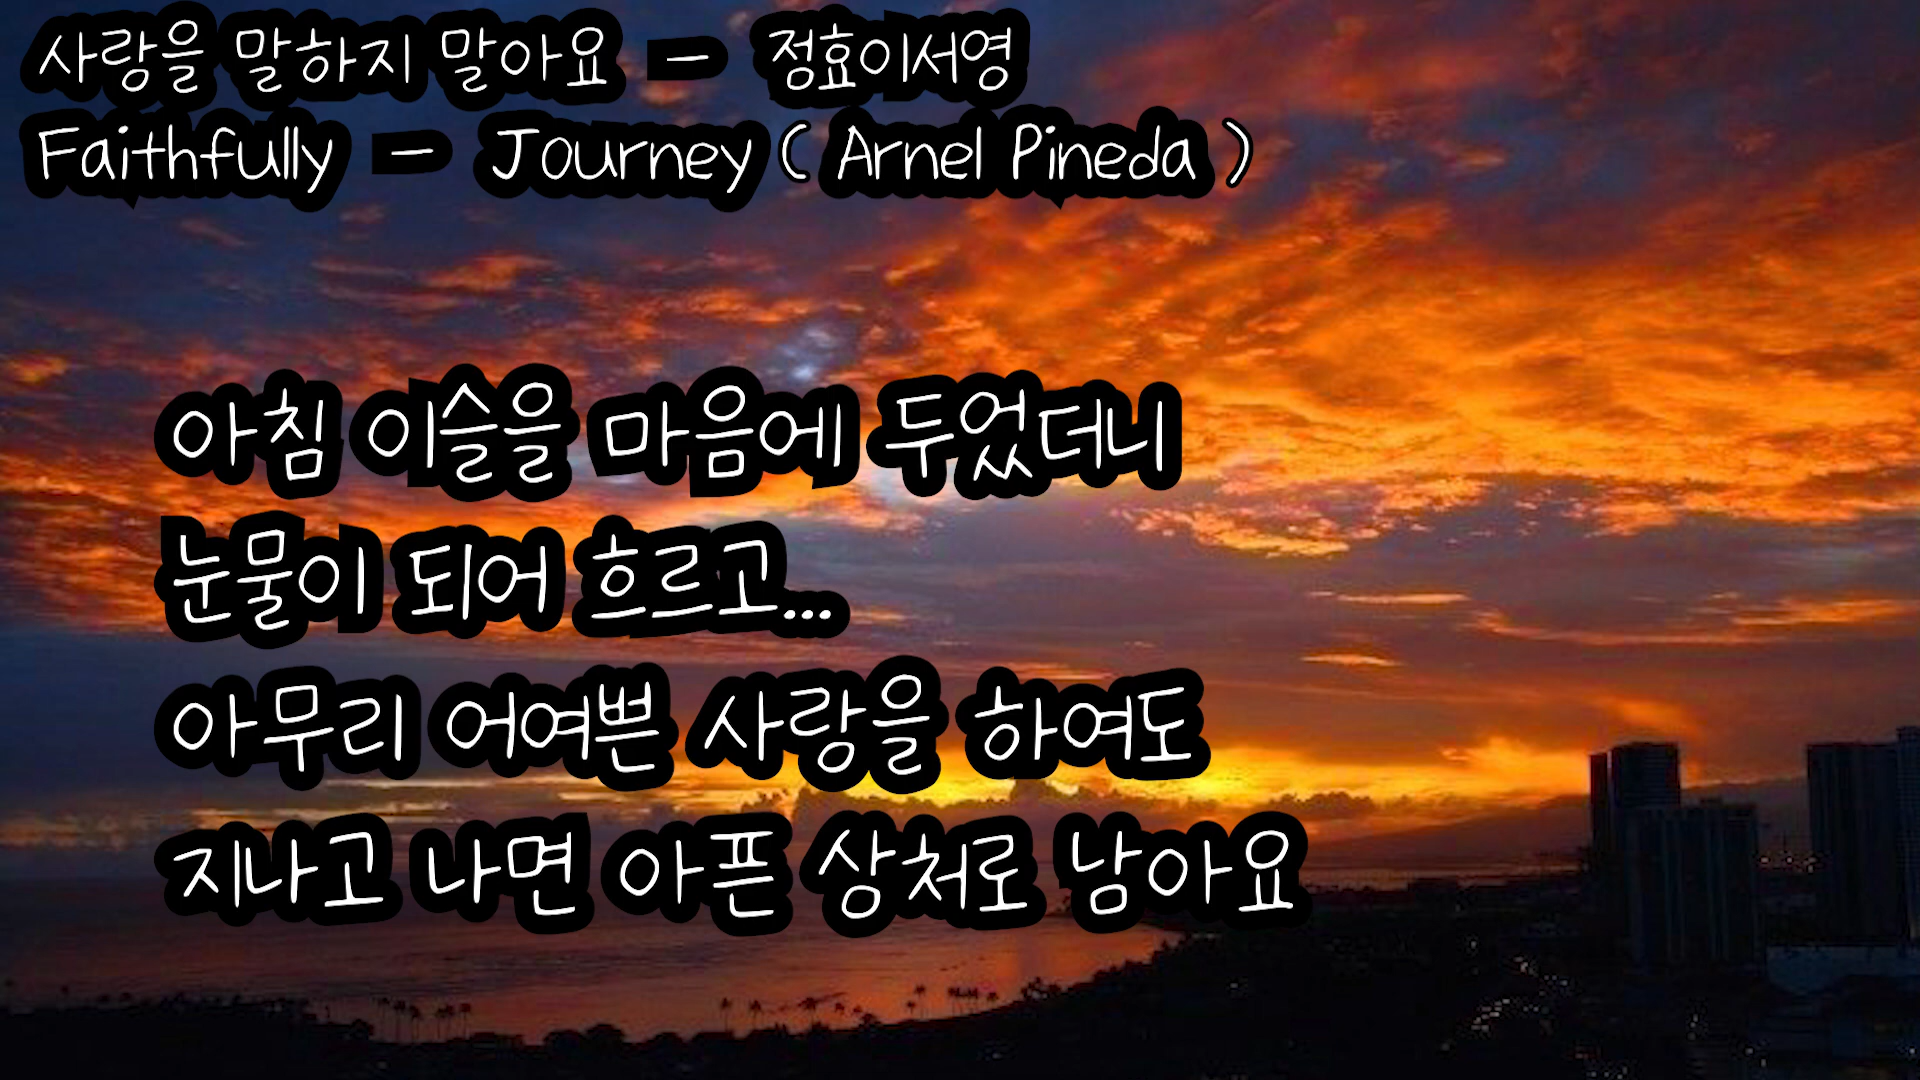 사랑을 말하지 말아요 - 정효이서영
Faithfully - Journey ( Arnel Pineda )
아침 이슬을 마음에 두었더니
눈물이 되어 흐르고...
아무리 어여쁜 사랑을 하여도
지나고 나면 아픈 상처로 남아요